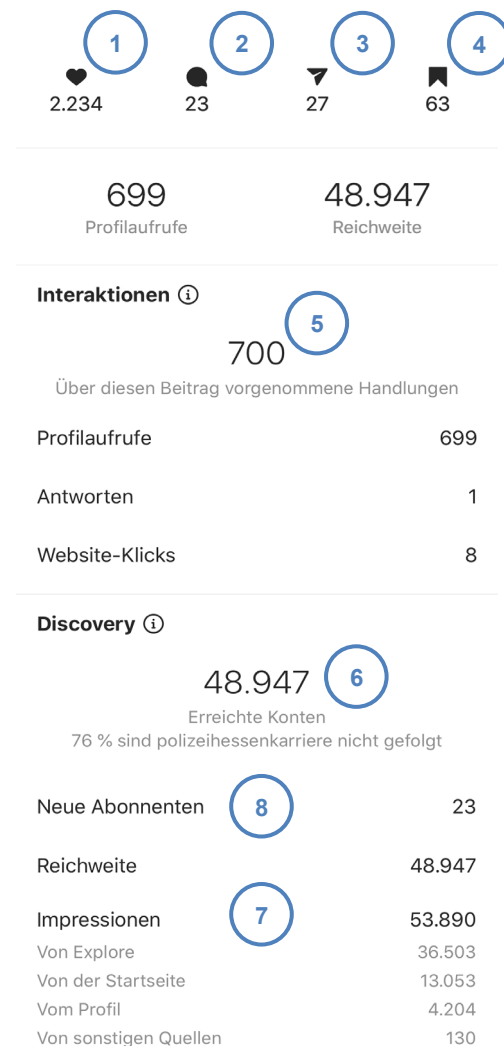 1 2 3 4
2.234 23 27 63
699 48.947
Profilaufrufe Reichweite
Interaktionen
5
700
Über diesen Beitrag vorgenommene Handlungen
Profilaufrufe 699
Antworten 1
Website-Klicks 8
Discovery
48.947 6
Erreichte Konten
76 % sind polizeihessenkarriere nicht gefolgt
Neue Abonnenten 8 23
Reichweite 48.947
Impressionen 7 53.890
Von Explore 36.503
Von der Startseite 13.053
Vom Profil 4.204
Von sonstigen Quellen 130